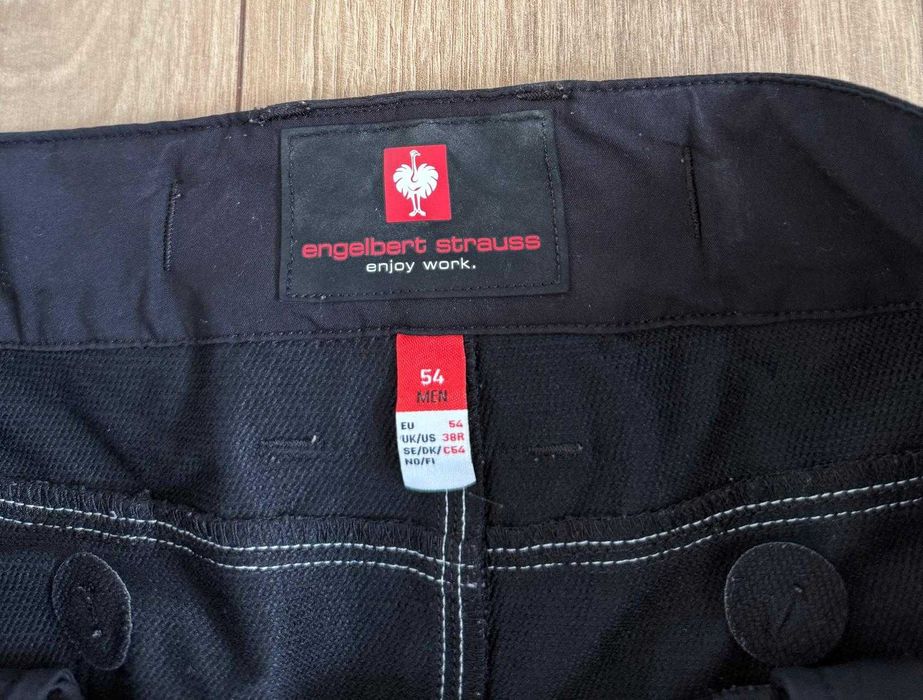 engelbert strauss
enjoy work.
54
MEN
EU 54
UK/US 38R
SE/DK/ C54
NO/FI